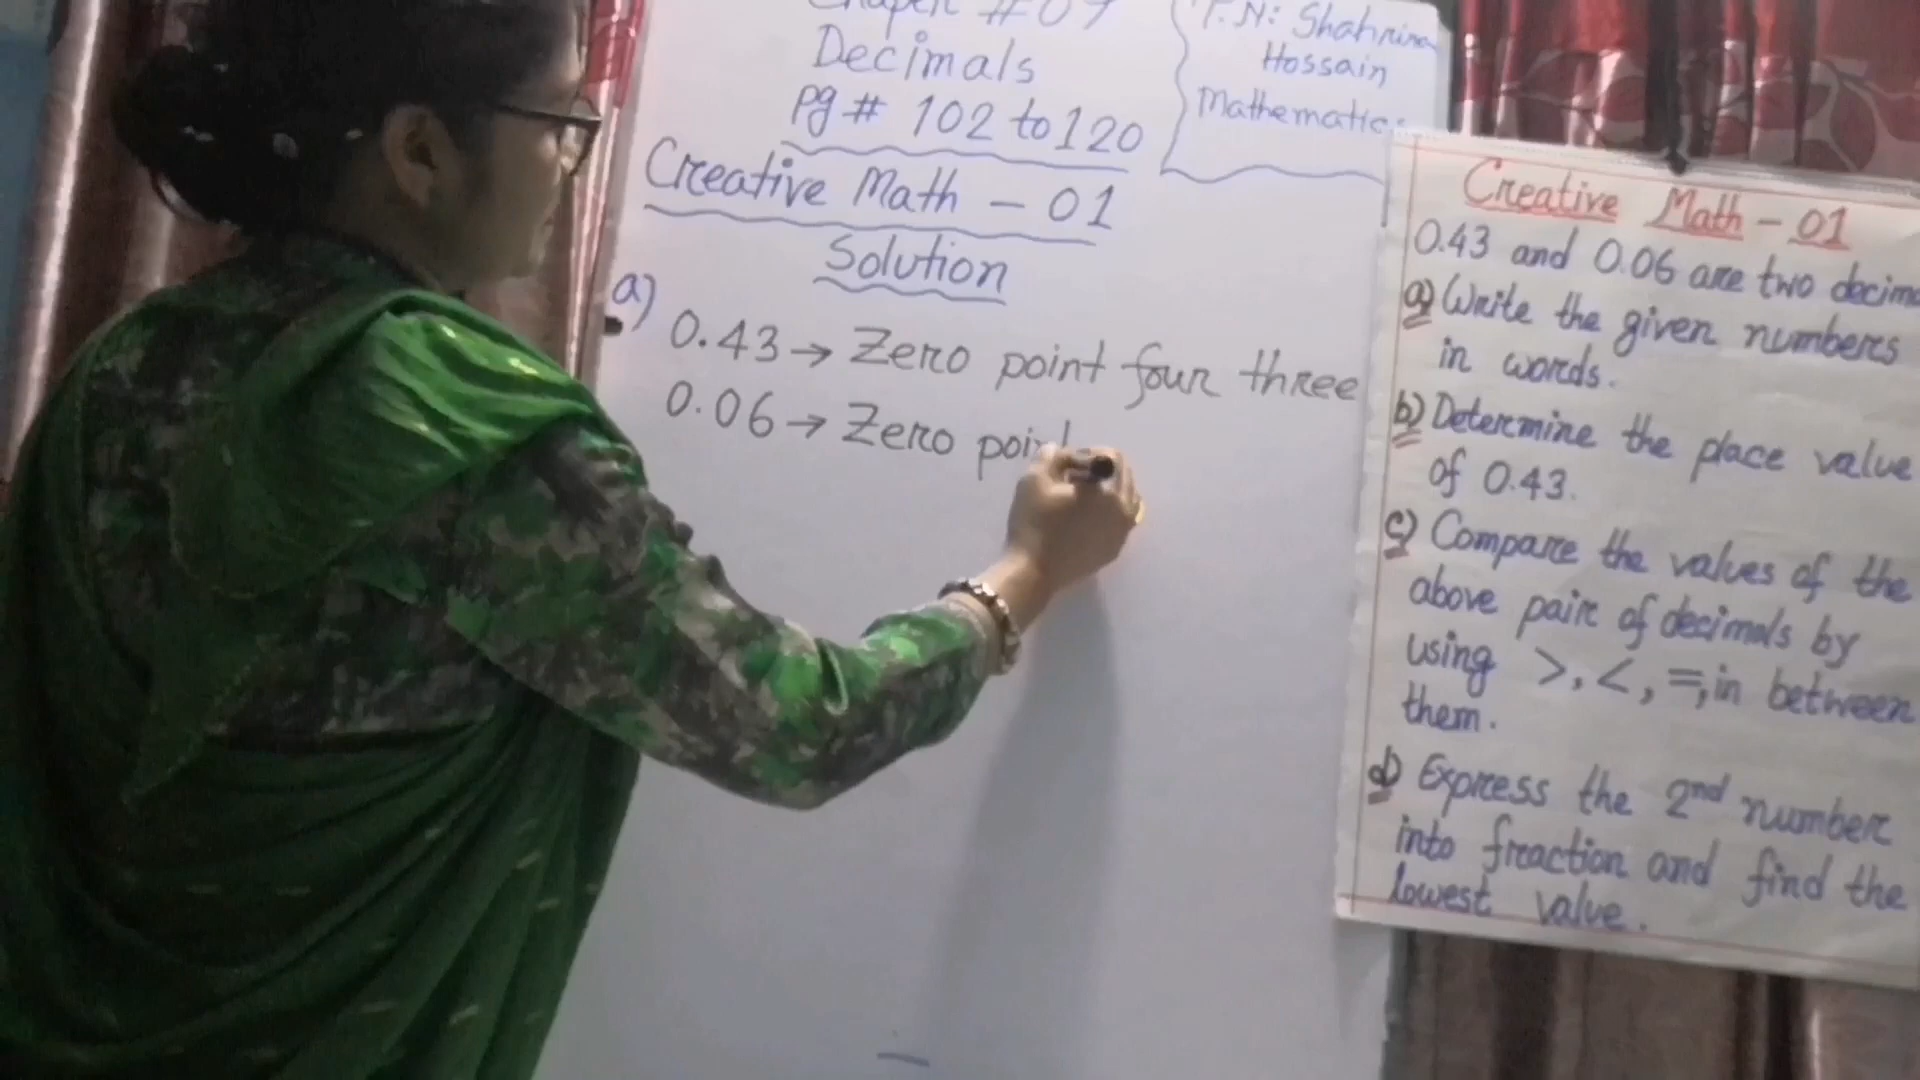 Chapter # 07
Decimals
pg # 102 to 120
T.N: Shahrina
Hossain
Mathematics
Creative Math - 01
Solution
a)
0.43 → Zero point four three
0.06 → Zero point
Creative Math - 01
0.43 and 0.06 are two decima
a) Write the given numbers
in words.
b) Determine the place value
of 0.43.
c) Compare the values of the
above pair of decimals by
using >, <, =, in between
them.
d) Express the 2nd number
into fraction and find the
lowest value.